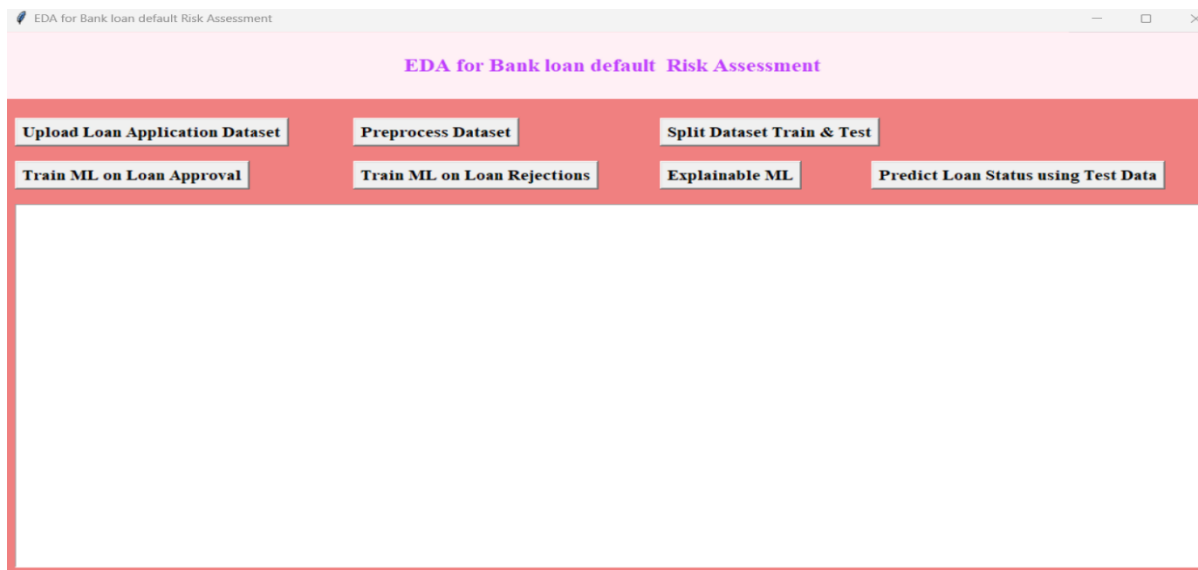 EDA for Bank loan default Risk Assessment
EDA for Bank loan default  Risk Assessment
Upload Loan Application Dataset
Preprocess Dataset
Split Dataset Train & Test
Train ML on Loan Approval
Train ML on Loan Rejections
Explainable ML
Predict Loan Status using Test Data